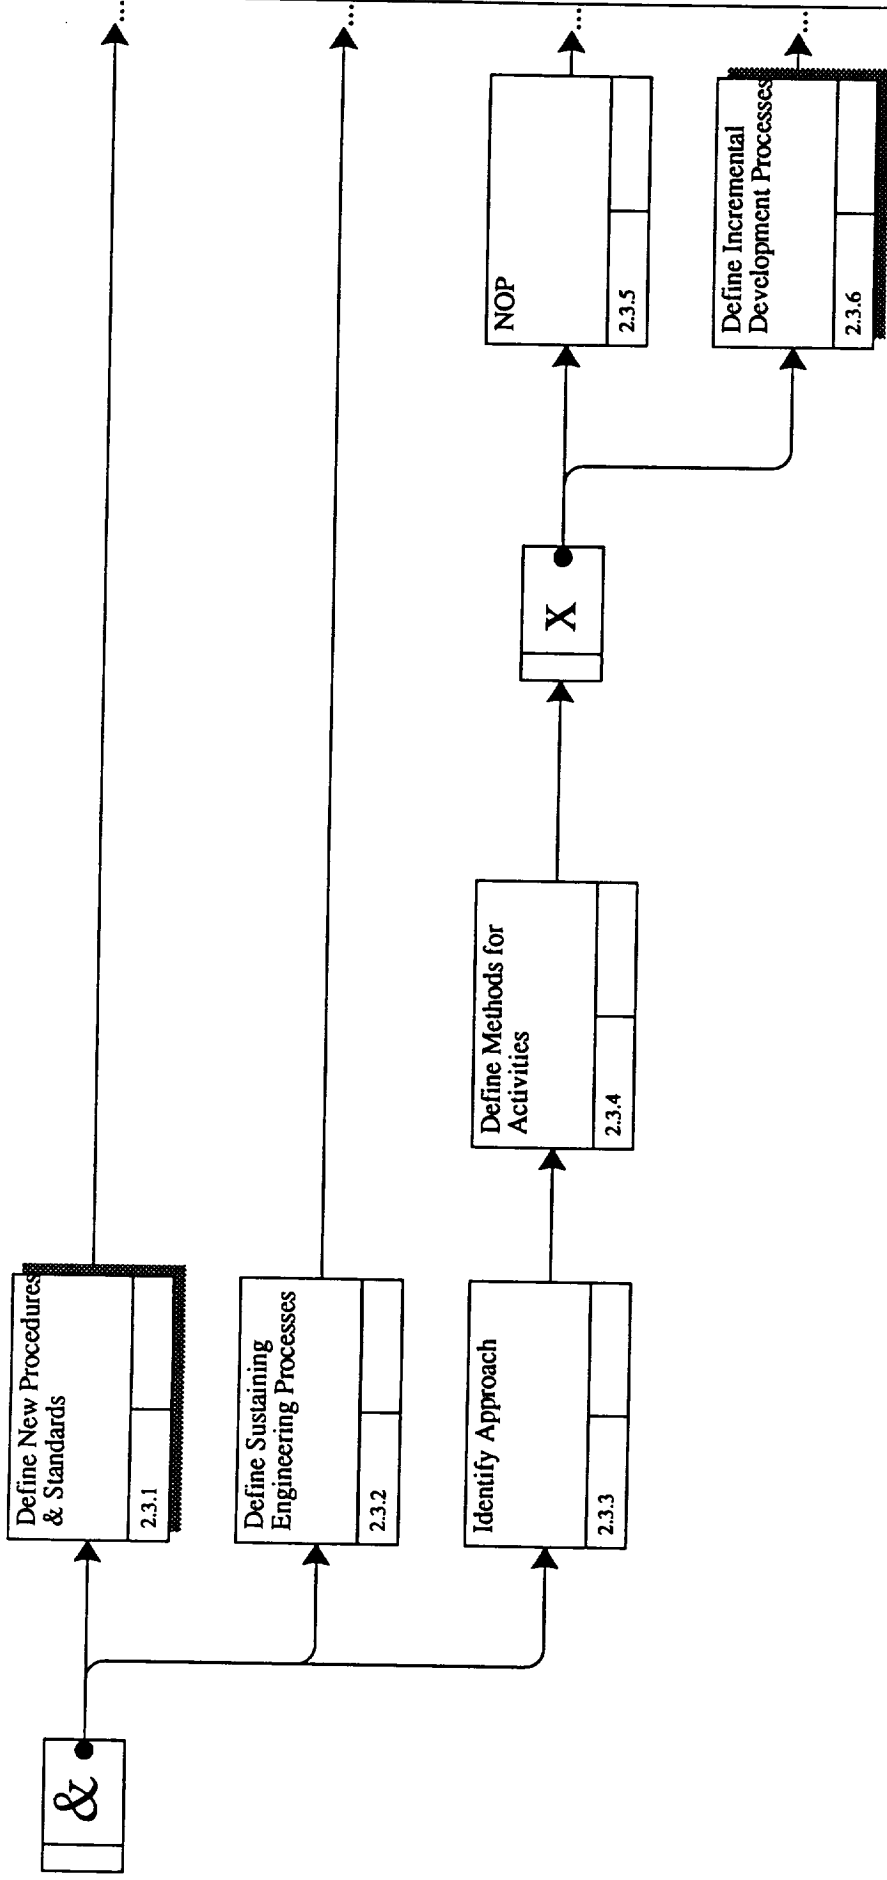 &
Define New Procedures
& Standards
2.3.1
...
Define Sustaining
Engineering Processes
2.3.2
...
Identify Approach
2.3.3
Define Methods for
Activities
2.3.4
X
NOP
2.3.5
...
Define Incremental
Development Processes
2.3.6
...